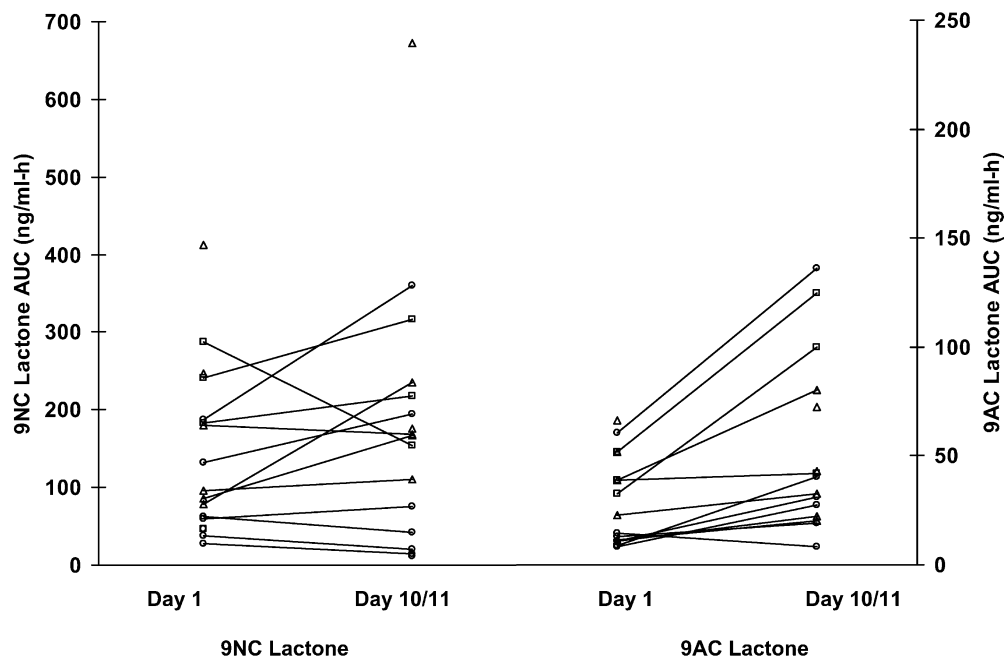 700
600
500
400
300
200
100
0
9NC Lactone AUC (ng/ml-h)
250
200
150
100
50
0
9AC Lactone AUC (ng/ml-h)
Day 1
Day 10/11
Day 1
Day 10/11
9NC Lactone
9AC Lactone